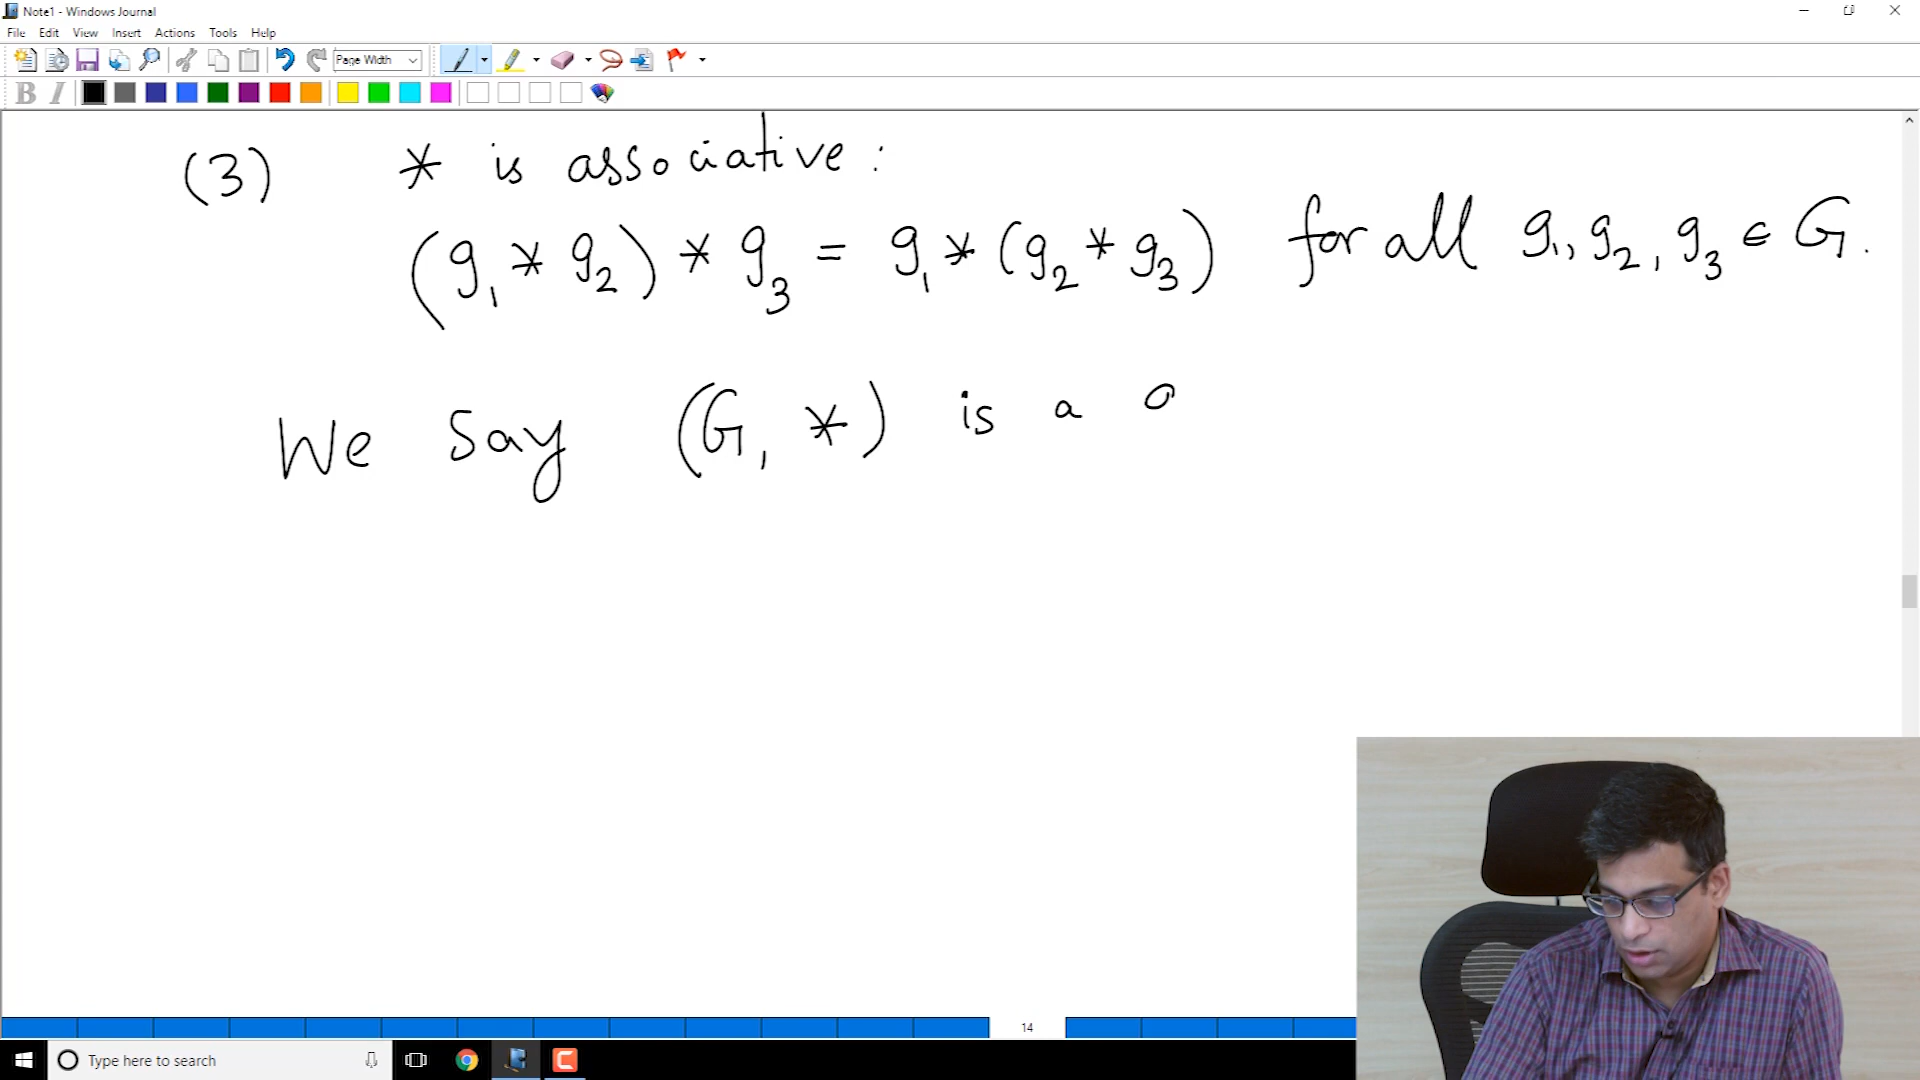 Note1 - Windows Journal
File Edit View Insert Actions Tools Help
Page Width
B I
(3) * is associative:
(g₁ * g₂) * g₃ = g₁ * (g₂ * g₃) for all g₁, g₂, g₃ ∈ G.
We say (G, *) is a
14
Type here to search